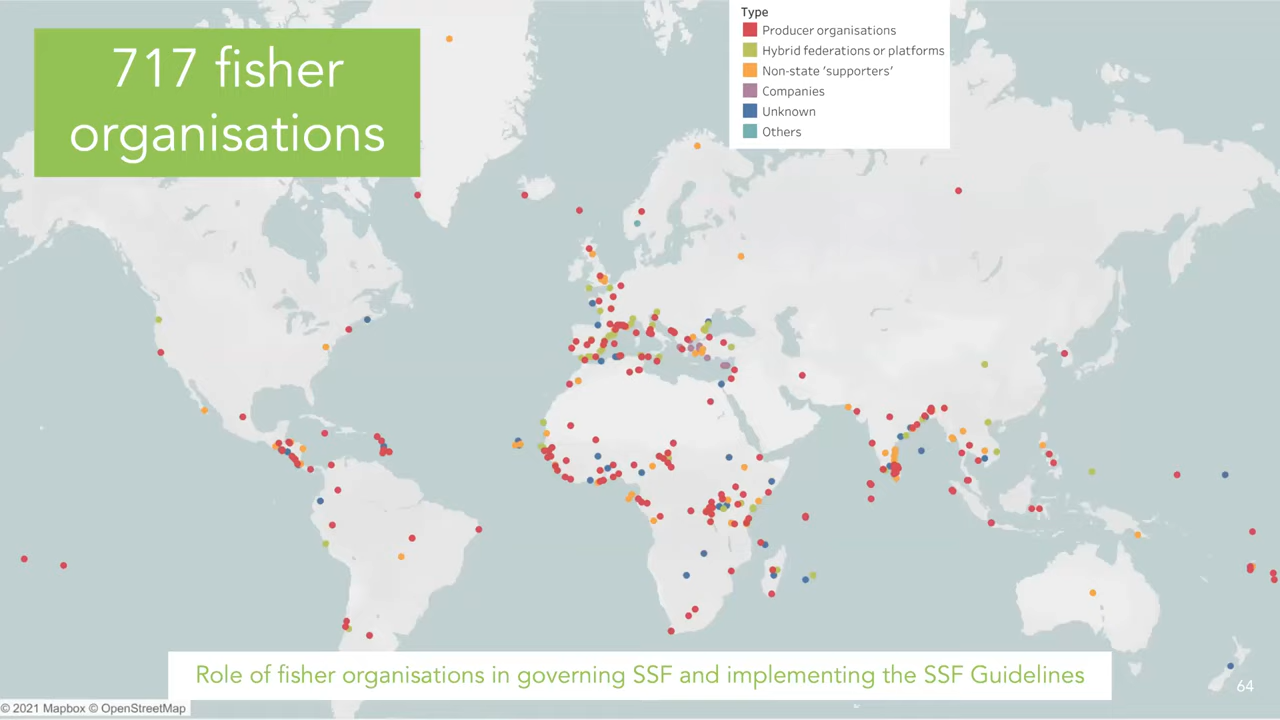 717 fisher
organisations
Type
Producer organisations
Hybrid federations or platforms
Non-state ‘supporters’
Companies
Unknown
Others
Role of fisher organisations in governing SSF and implementing the SSF Guidelines
64
© 2021 Mapbox © OpenStreetMap